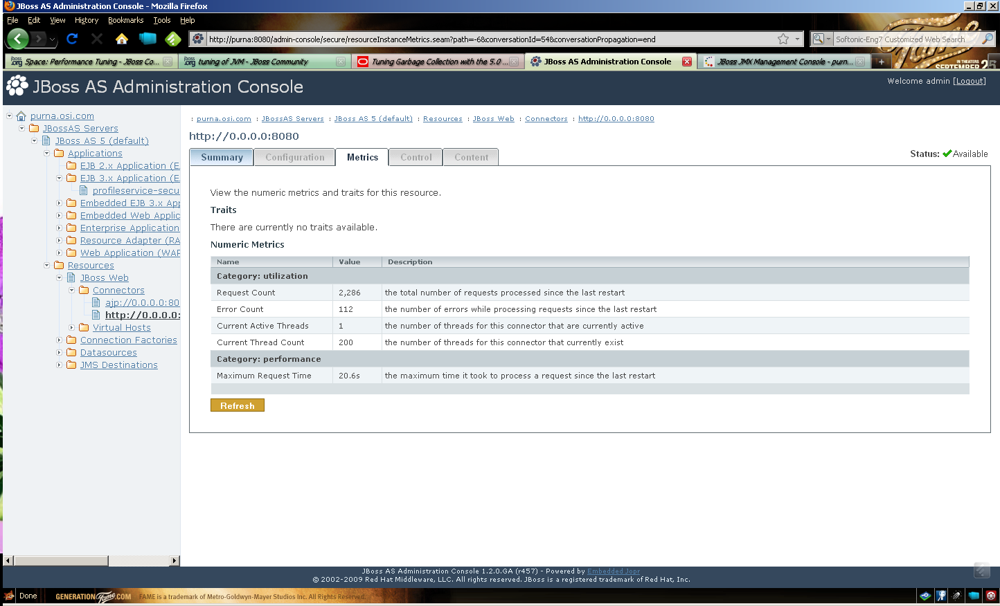 JBoss AS Administration Console - Mozilla Firefox
File Edit View History Bookmarks Tools Help
http://purna:8080/admin-console/secure/resourceInstanceMetrics.seam?path=-6&conversationId=54&conversationPropagation=end
Softonic-Eng7 Customized Web Search
Space: Performance Tuning - JBoss Co...
tuning of JVM - JBoss Community
Tuning Garbage Collection with the 5.0 ...
JBoss AS Administration Console
JBoss JMX Management Console - purn...
IN THEATERS
SEPTEMBER 25
JBoss AS Administration Console
Welcome admin [Logout]
purna.osi.com
JBossAS Servers
JBoss AS 5 (default)
Applications
EJB 2.x Application (E
EJB 3.x Application (E
profileservice-secu
Embedded EJB 3.x App
Embedded Web Applic
Enterprise Application
Resource Adapter (RA
Web Application (WAR
Resources
JBoss Web
Connectors
ajp://0.0.0.0:80
http://0.0.0.0:
Virtual Hosts
Connection Factories
Datasources
JMS Destinations
: purna.osi.com : JBossAS Servers : JBoss AS 5 (default) : Resources : JBoss Web : Connectors : http://0.0.0.0:8080
http://0.0.0.0:8080
Summary Configuration Metrics Control Content
Status: Available
View the numeric metrics and traits for this resource.
Traits
There are currently no traits available.
Numeric Metrics
Name Value Description
Category: utilization
Request Count 2,286 the total number of requests processed since the last restart
Error Count 112 the number of errors while processing requests since the last restart
Current Active Threads 1 the number of threads for this connector that are currently active
Current Thread Count 200 the number of threads for this connector that currently exist
Category: performance
Maximum Request Time 20.6s the maximum time it took to process a request since the last restart
Refresh
JBoss AS Administration Console 1.2.0.GA (r457) - Powered by Embedded Jopr
© 2002-2009 Red Hat Middleware, LLC. All rights reserved. JBoss is a registered trademark of Red Hat, Inc.
Done
GENERATION Fame.COM FAME is a trademark of Metro-Goldwyn-Mayer Studios Inc. All Rights Reserved.